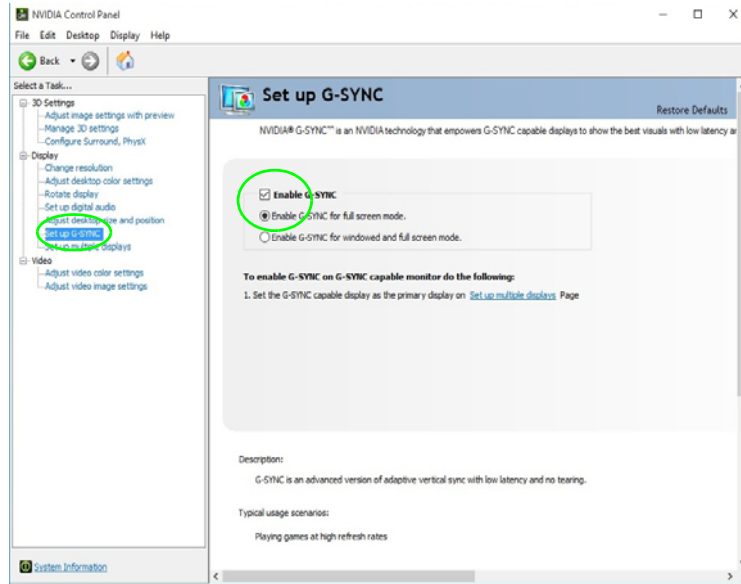 NVIDIA Control Panel
File Edit Desktop Display Help
Back
Select a Task...
3D Settings
Adjust image settings with preview
Manage 3D settings
Configure Surround, PhysX
Display
Change resolution
Adjust desktop color settings
Rotate display
Set up digital audio
Adjust desktop size and position
Set up G-SYNC
Set up multiple displays
Video
Adjust video color settings
Adjust video image settings
System Information
Set up G-SYNC
Restore Defaults
NVIDIA® G-SYNC™ is an NVIDIA technology that empowers G-SYNC capable displays to show the best visuals with low latency ar
Enable G-SYNC
Enable G-SYNC for full screen mode.
Enable G-SYNC for windowed and full screen mode.
To enable G-SYNC on G-SYNC capable monitor do the following:
1. Set the G-SYNC capable display as the primary display on Set up multiple displays Page
Description:
G-SYNC is an advanced version of adaptive vertical sync with low latency and no tearing.
Typical usage scenarios:
Playing games at high refresh rates